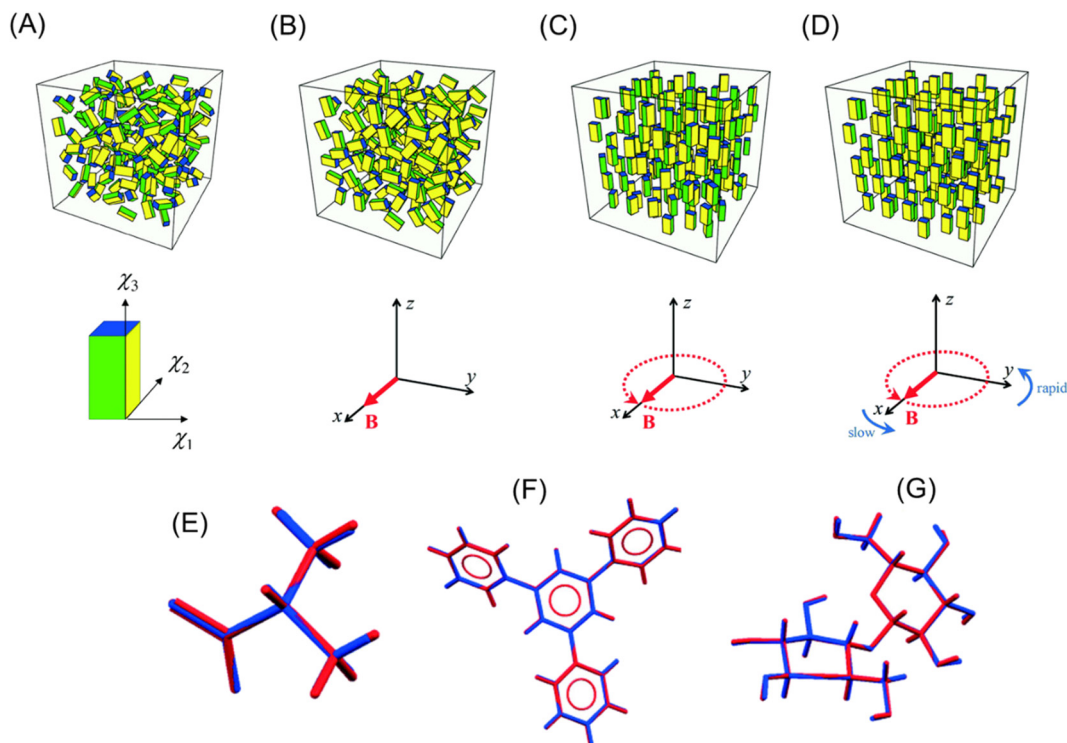 (A)
(B)
(C)
(D)
χ3
χ2
χ1
z
y
x
B
z
y
x
B
z
y
rapid
x
B
slow
(E)
(F)
(G)